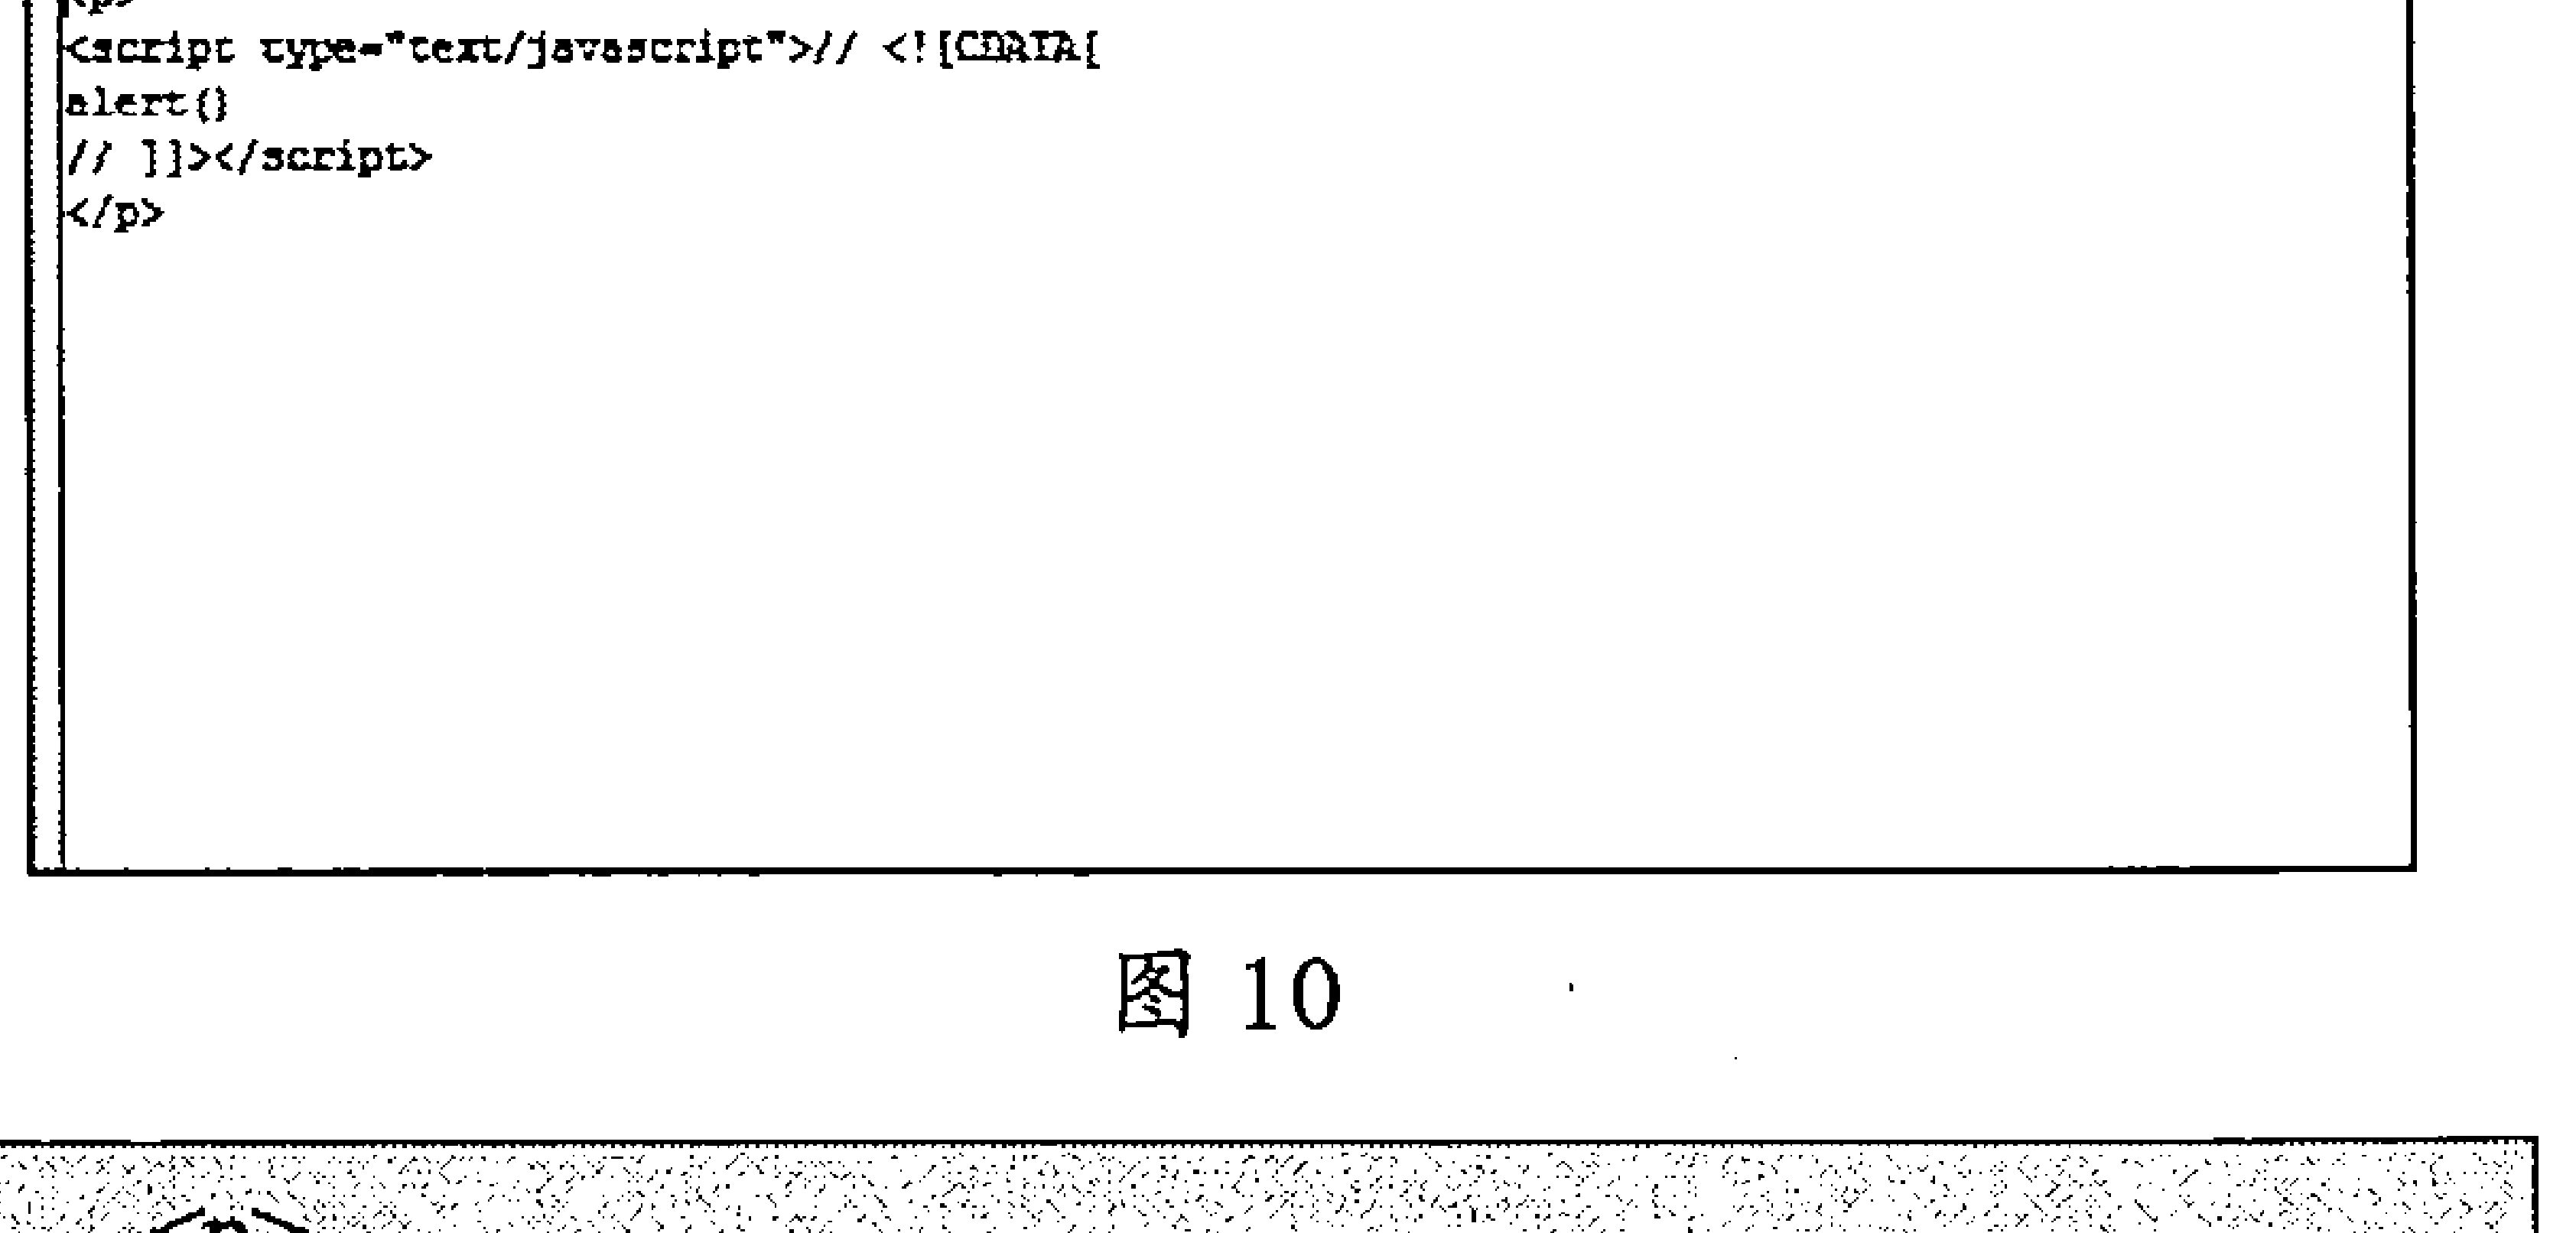 <p>
<script type="text/javascript">// <![CDATA[
alert()
// ]]></script>
</p>
图 10